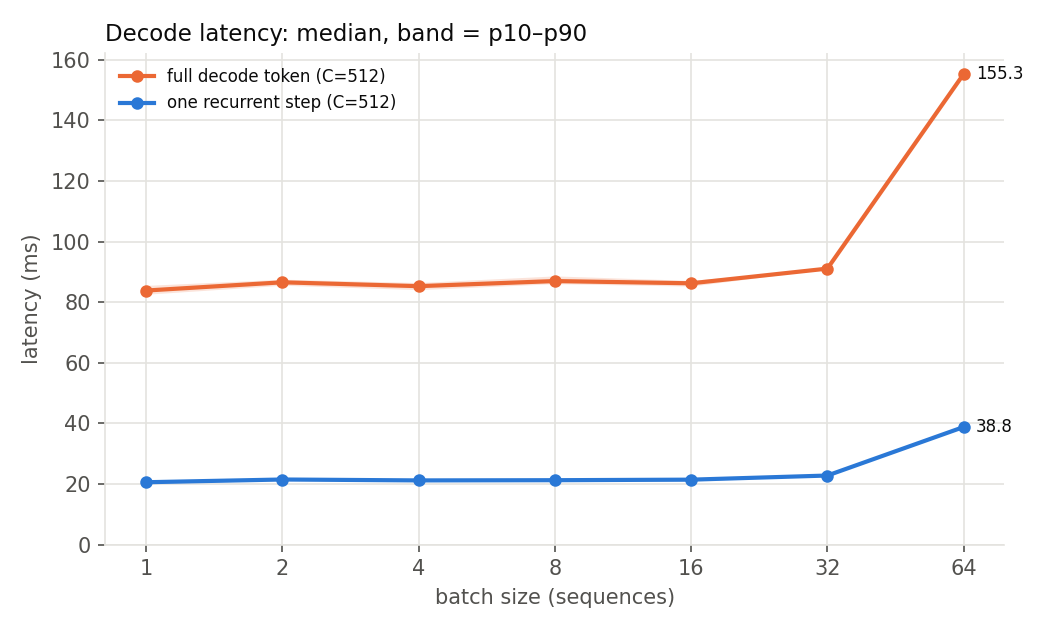 Decode latency: median, band = p10–p90
160
140
120
100
80
60
40
20
0
latency (ms)
full decode token (C=512)
one recurrent step (C=512)
155.3
38.8
1 2 4 8 16 32 64
batch size (sequences)